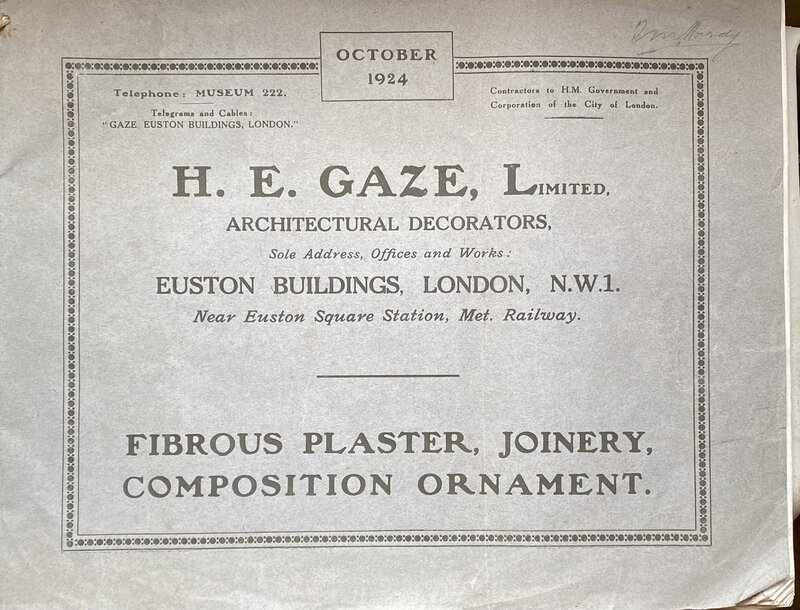 OCTOBER
1924
Telephone: MUSEUM 222.
Telegrams and Cables:
"GAZE, EUSTON BUILDINGS, LONDON."
Contractors to H.M. Government and
Corporation of the City of London.
H. E. GAZE, LIMITED,
ARCHITECTURAL DECORATORS,
Sole Address, Offices and Works:
EUSTON BUILDINGS, LONDON, N.W.1.
Near Euston Square Station, Met. Railway.
FIBROUS PLASTER, JOINERY,
COMPOSITION ORNAMENT.